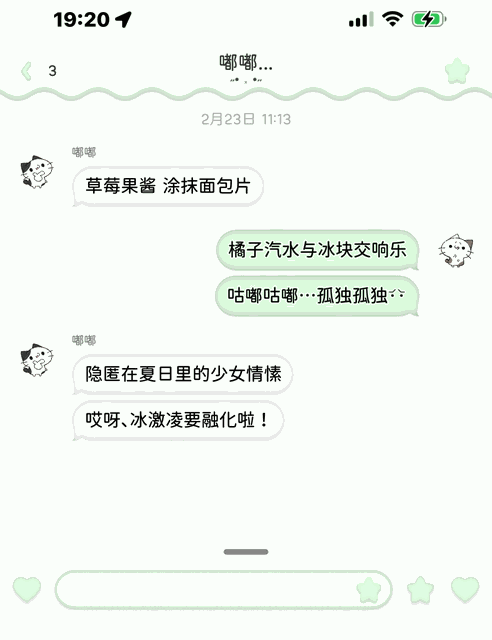 19:20
3
嘟嘟...
2月23日 11:13
嘟嘟
草莓果酱 涂抹面包片
橘子汽水与冰块交响乐
咕嘟咕嘟…孤独孤独
嘟嘟
隐匿在夏日里的少女情愫
哎呀、冰激凌要融化啦！